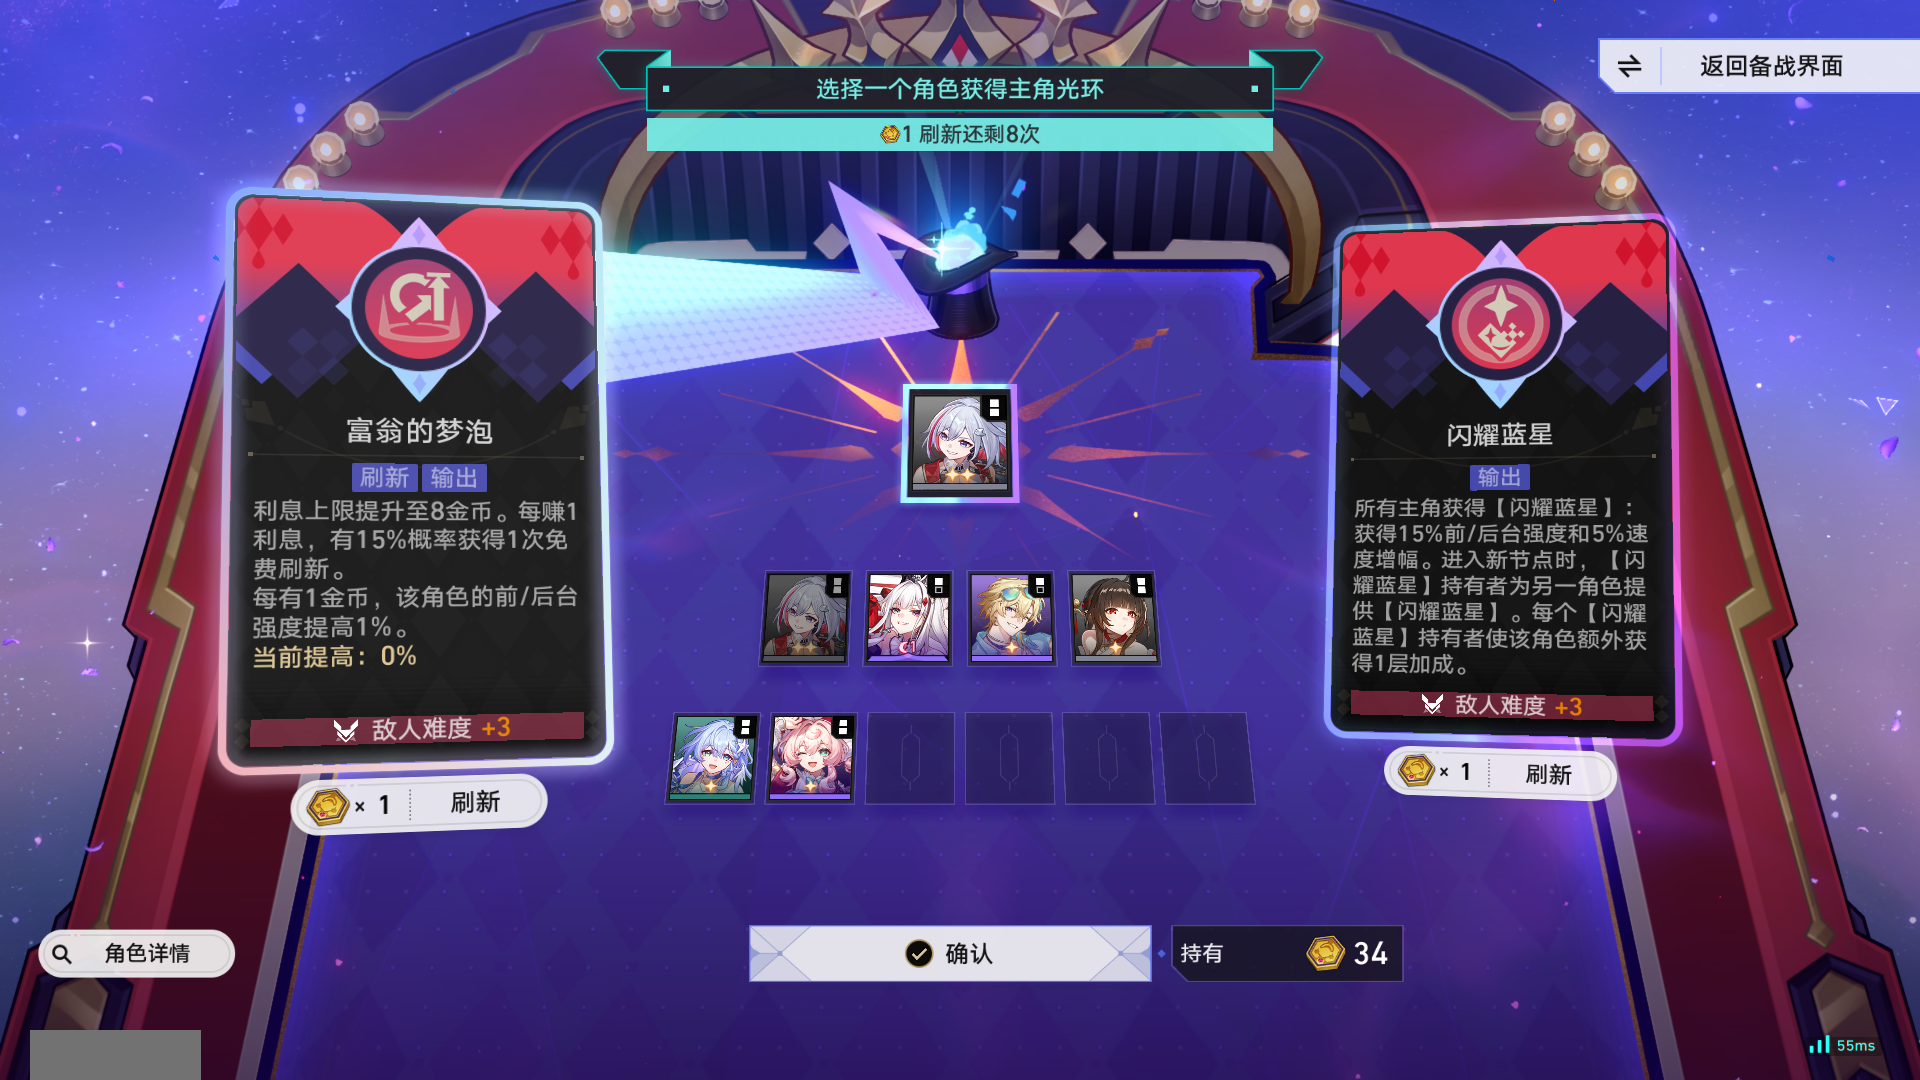 选择一个角色获得主角光环
1 刷新还剩8次
返回备战界面
富翁的梦泡
刷新 输出
利息上限提升至8金币。每赚1
利息，有15%概率获得1次免
费刷新。
每有1金币，该角色的前/后台
强度提高1%。
当前提高：0%
敌人难度 +3
× 1 刷新
闪耀蓝星
输出
所有主角获得【闪耀蓝星】：
获得15%前/后台强度和5%速
度增幅。进入新节点时，【闪
耀蓝星】持有者为另一角色提
供【闪耀蓝星】。每个【闪耀
蓝星】持有者使该角色额外获
得1层加成。
敌人难度 +3
× 1 刷新
角色详情
确认
持有 34
55ms